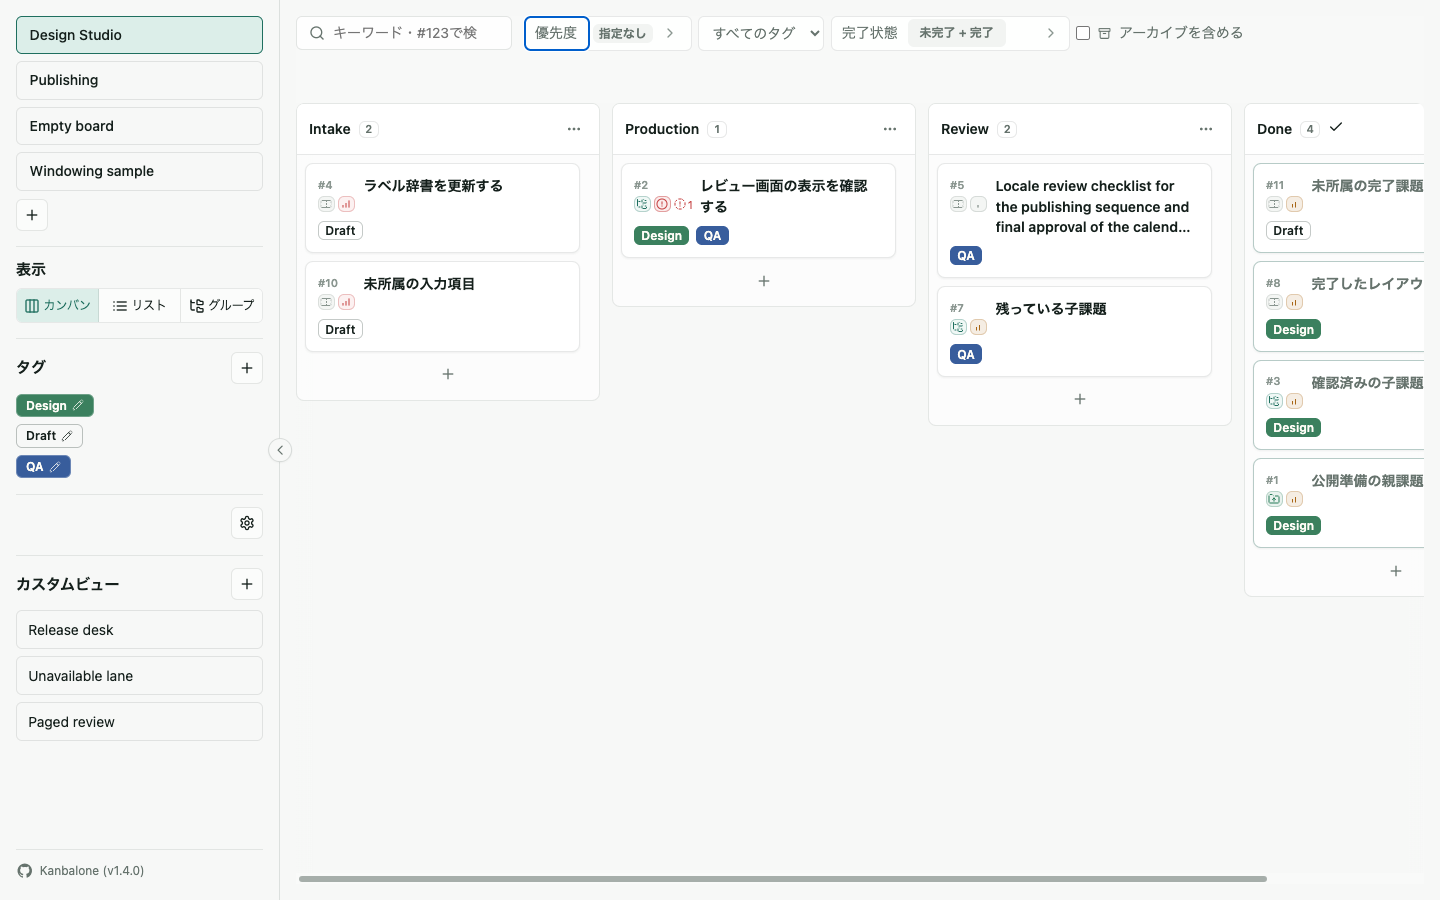 Design Studio
Publishing
Empty board
Windowing sample
表示
カンバン
リスト
グループ
タグ
Design
Draft
QA
カスタムビュー
Release desk
Unavailable lane
Paged review
Kanbalone (v1.4.0)
キーワード・#123で検
優先度 指定なし
すべてのタグ
完了状態 未完了 + 完了
アーカイブを含める
Intake 2
#4 ラベル辞書を更新する
Draft
#10 未所属の入力項目
Draft
Production 1
#2 レビュー画面の表示を確認
1 する
Design QA
Review 2
#5 Locale review checklist for
the publishing sequence and
final approval of the calend...
QA
#7 残っている子課題
QA
Done 4
#11 未所属の完了課題
Draft
#8 完了したレイアウ
Design
#3 確認済みの子課題
Design
#1 公開準備の親課題
Design